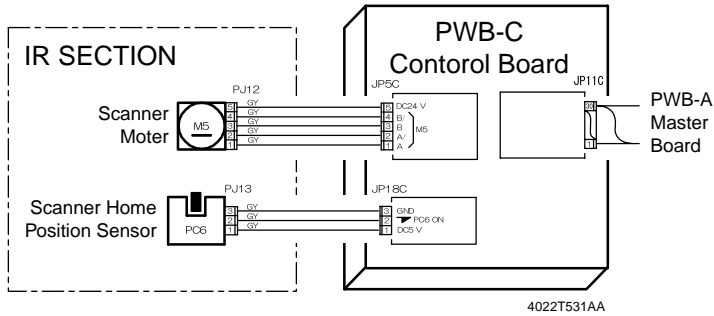 IR SECTION
PWB-C
Contorol Board
PJ12
JP5C
JP11C
Scanner
Moter
M5
5 GY 5 DC24 V
4 GY 4 B/
3 GY 3 B
2 GY 2 A/
1 GY 1 A
M5
30
1
PWB-A
Master
Board
PJ13
JP18C
Scanner Home
Position Sensor
PC6
3 GY 3 GND
2 GY 2 PC6 ON
1 GY 1 DC5 V
4022T531AA